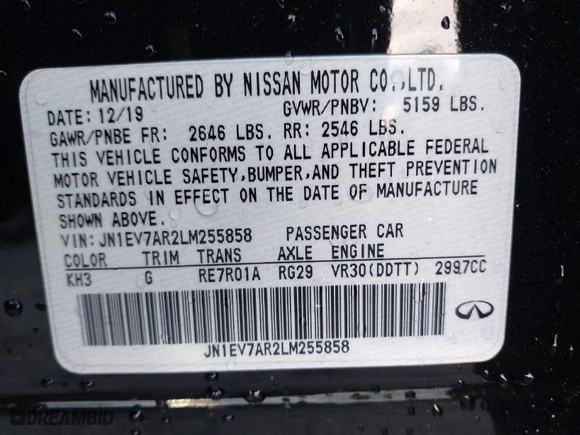 MANUFACTURED BY NISSAN MOTOR CO.,LTD.
DATE: 12/19 GVWR/PNBV: 5159 LBS.
GAWR/PNBE FR: 2646 LBS. RR: 2546 LBS.
THIS VEHICLE CONFORMS TO ALL APPLICABLE FEDERAL
MOTOR VEHICLE SAFETY,BUMPER,AND THEFT PREVENTION
STANDARDS IN EFFECT ON THE DATE OF MANUFACTURE
SHOWN ABOVE.
VIN: JN1EV7AR2LM255858 PASSENGER CAR
COLOR TRIM TRANS AXLE ENGINE
KH3 G RE7R01A RG29 VR30(DDTT) 2997CC
JN1EV7AR2LM255858
DREAMBID